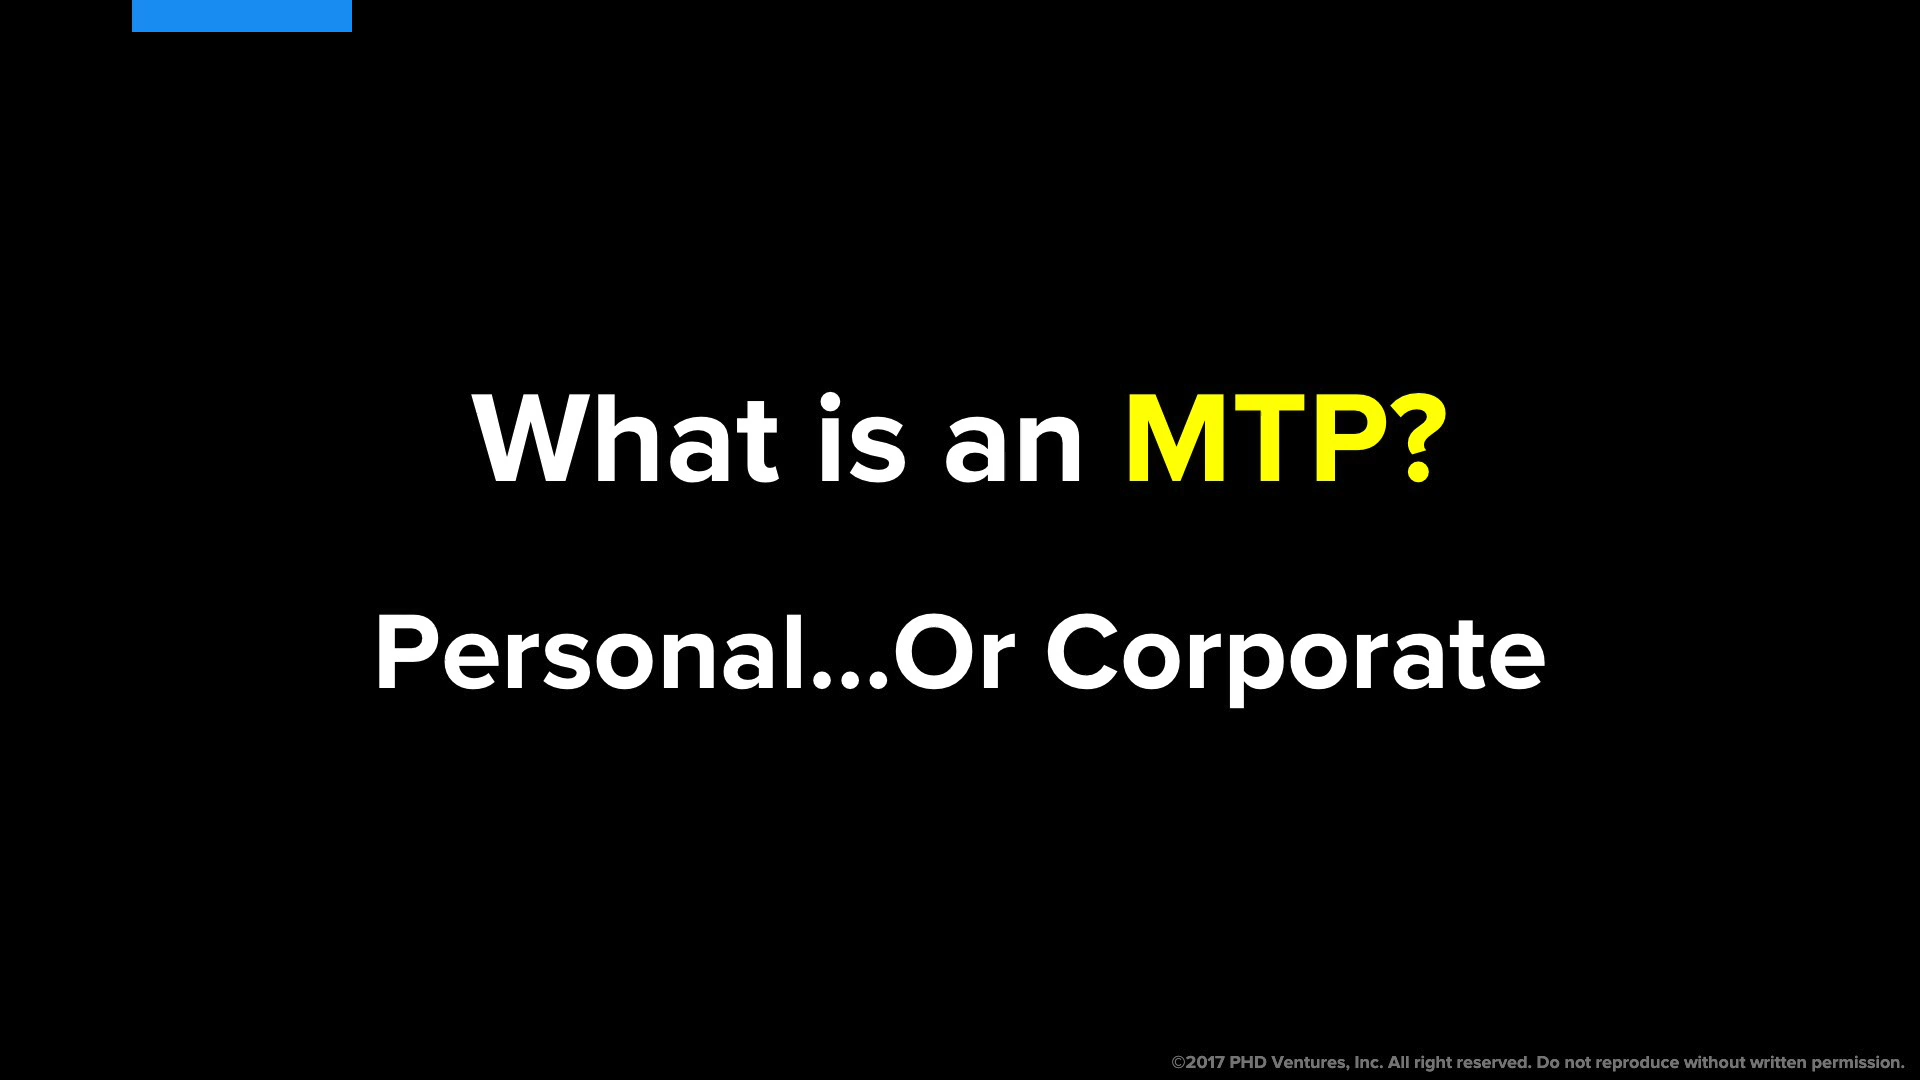 What is an MTP?
Personal...Or Corporate
©2017 PHD Ventures, Inc. All right reserved. Do not reproduce without written permission.